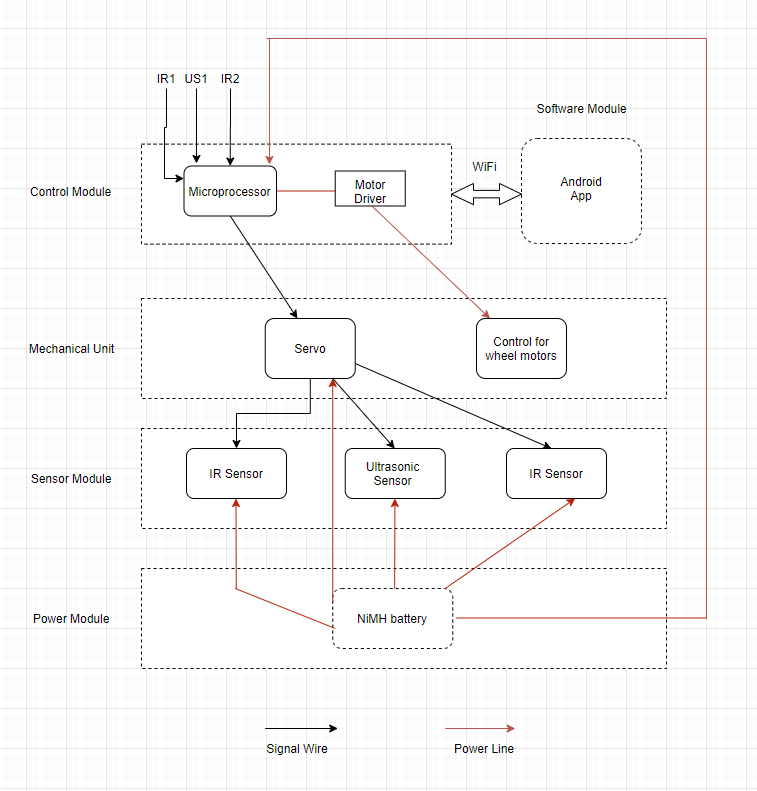 IR1 US1 IR2
Software Module
WiFi
Control Module
Microprocessor
Motor
Driver
Android
App
Mechanical Unit
Servo
Control for
wheel motors
Sensor Module
IR Sensor
Ultrasonic
Sensor
IR Sensor
Power Module
NiMH battery
Signal Wire
Power Line